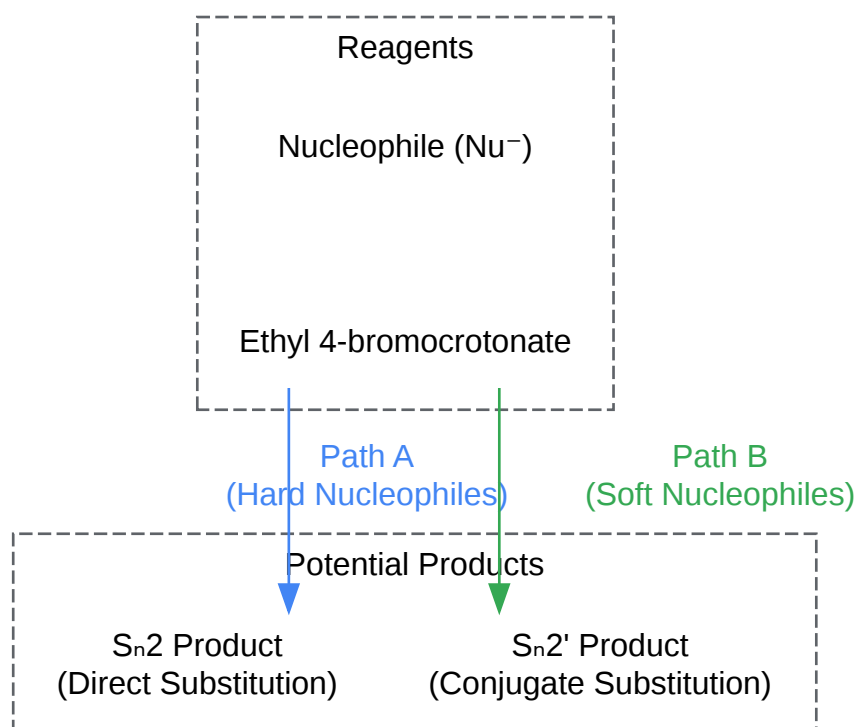 Reagents
Nucleophile (Nu⁻)
Ethyl 4-bromocrotonate
Path A
(Hard Nucleophiles)
Path B
(Soft Nucleophiles)
Potential Products
Sₙ2 Product
(Direct Substitution)
Sₙ2' Product
(Conjugate Substitution)